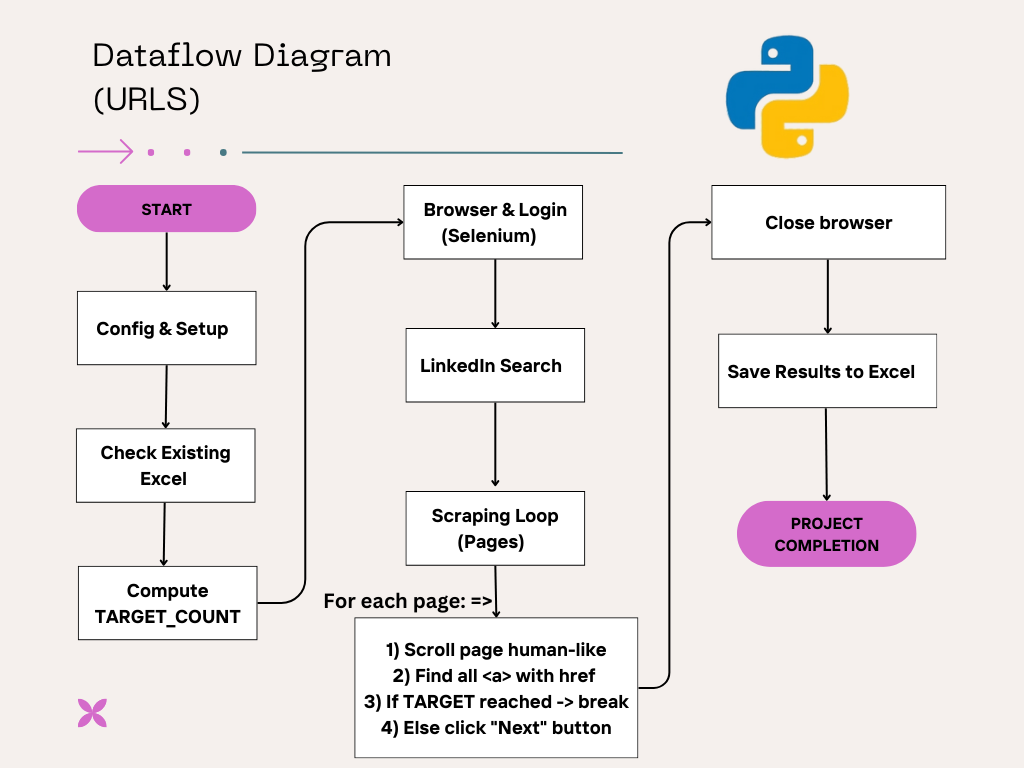 Dataflow Diagram
(URLS)
START
Config & Setup
Check Existing
Excel
Compute
TARGET_COUNT
Browser & Login
(Selenium)
LinkedIn Search
Scraping Loop
(Pages)
For each page: =>
1) Scroll page human-like
2) Find all <a> with href
3) If TARGET reached -> break
4) Else click "Next" button
Close browser
Save Results to Excel
PROJECT
COMPLETION